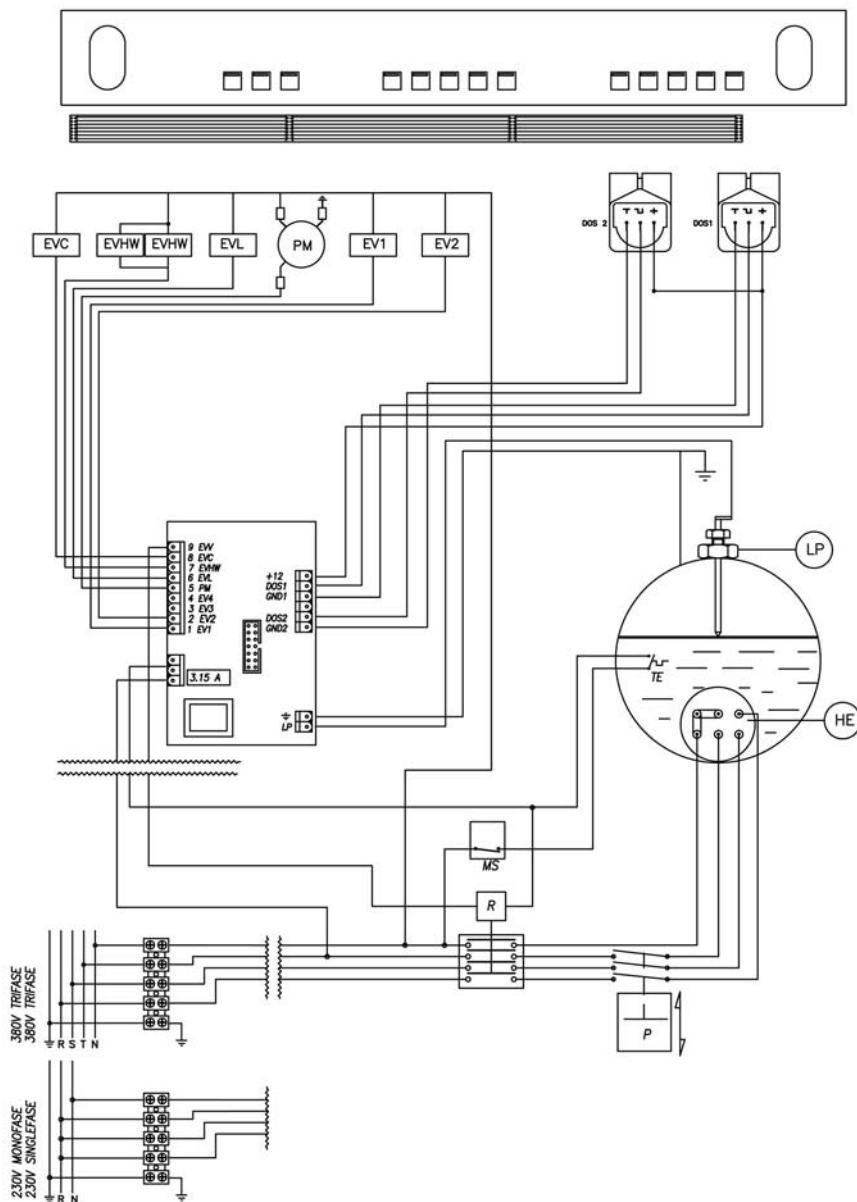 DOS 2
DOS1
EVC
EVHW
EVHW
EVL
PM
EV1
EV2
LP
9 EVV
8 EVC
7 EVHW
6 EVL
5 PM
4 EV4
3 EV3
2 EV2
1 EV1
+12
DOS1
GND1
DOS2
GND2
3.15 A
LP
TE
HE
MS
R
P
380V TRIFASE
380V TRIFASE
R S T N
230V MONOFASE
230V SINGLEFASE
R N